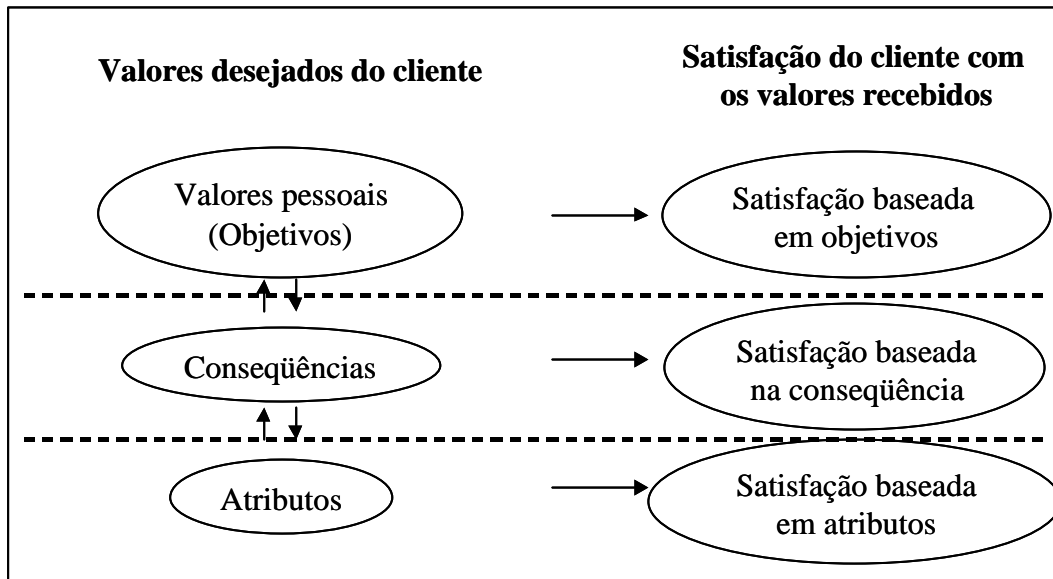 Valores desejados do cliente
Satisfação do cliente com
os valores recebidos
Valores pessoais
(Objetivos)
Satisfação baseada
em objetivos
Conseqüências
Satisfação baseada
na conseqüência
Atributos
Satisfação baseada
em atributos